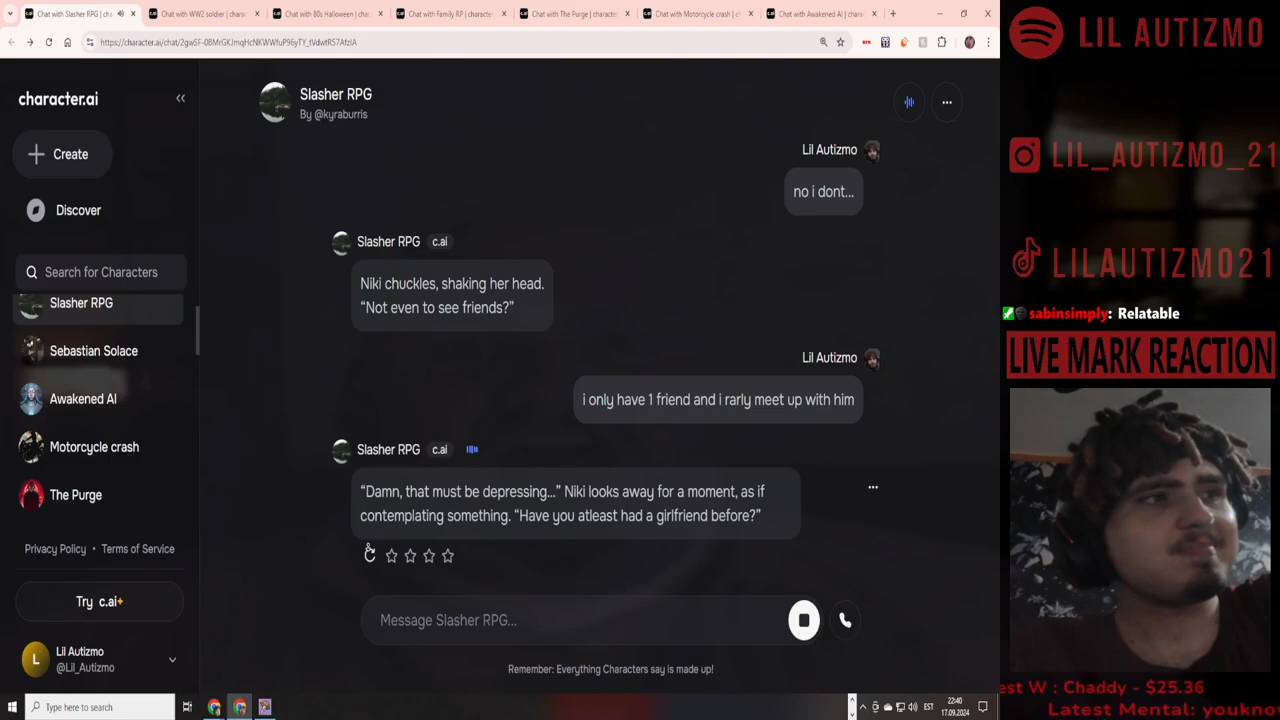 Chat with Slasher RPG | chara
Chat with WW2 soldier | charac
Chat with 80s Halloween | chara
Chat with Family RP | character.
Chat with The Purge | character.
Chat with Motorcycle crash | ch
Chat with Awakened AI | charac
https://character.ai/chat/
character.ai
Create
Discover
Search for Characters
Slasher RPG
Sebastian Solace
Awakened AI
Motorcycle crash
The Purge
Privacy Policy • Terms of Service
Try c.ai+
L
Lil Autizmo
@Lil_Autizmo
Slasher RPG
By @kyraburris
Lil Autizmo
no i dont...
Slasher RPG c.ai
Niki chuckles, shaking her head.
“Not even to see friends?”
Lil Autizmo
i only have 1 friend and i rarly meet up with him
Slasher RPG c.ai
“Damn, that must be depressing…” Niki looks away for a moment, as if
contemplating something. “Have you atleast had a girlfriend before?”
Message Slasher RPG...
Remember: Everything Characters say is made up!
LIL AUTIZMO
LIL_AUTIZMO_21
LILAUTIZMO21
sabinsimply: Relatable
LIVE MARK REACTION
est W : Chaddy - $25.36
Latest Mental: youkno
Type here to search
EST
22:40
17.09.2024